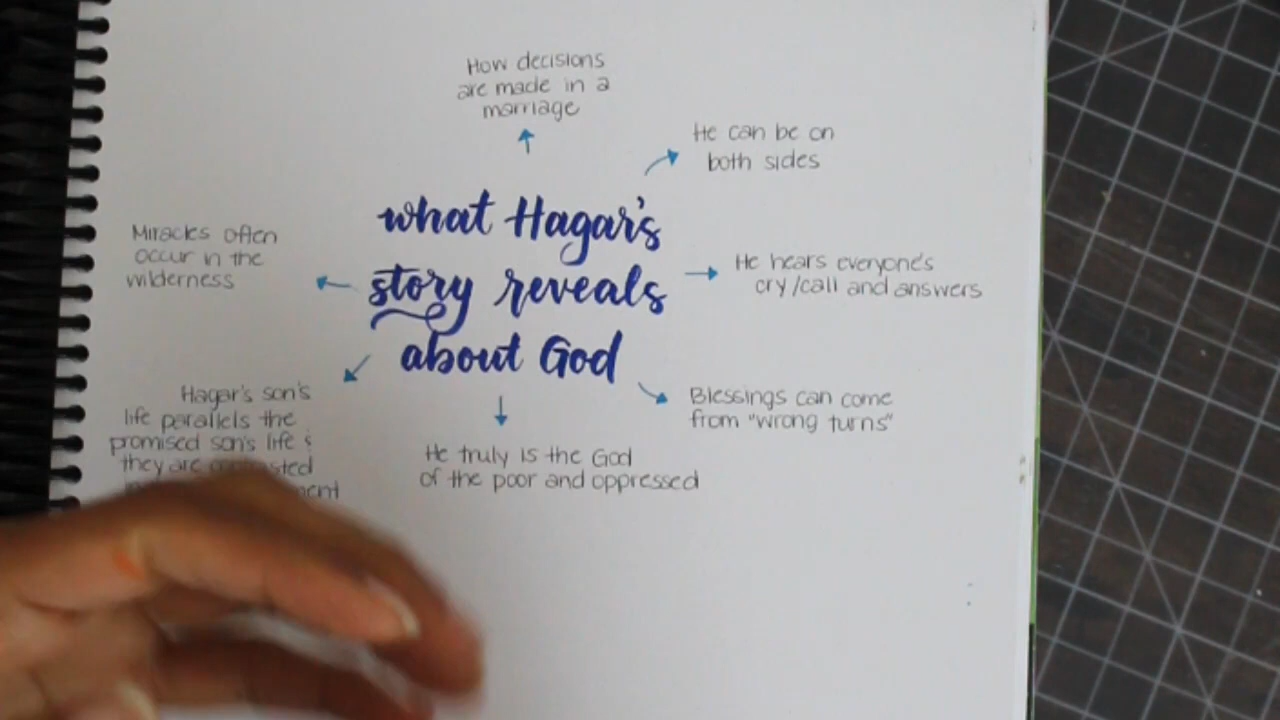 How decisions
are made in a
marriage
He can be on
both sides
what Hagar's
story reveals
about God
Miracles often
occur in the
wilderness
He hears everyone's
cry/call and answers
Hagar's son's
life parallels the
promised son's life &
they are
Blessings can come
from "wrong turns"
He truly is the God
of the poor and oppressed